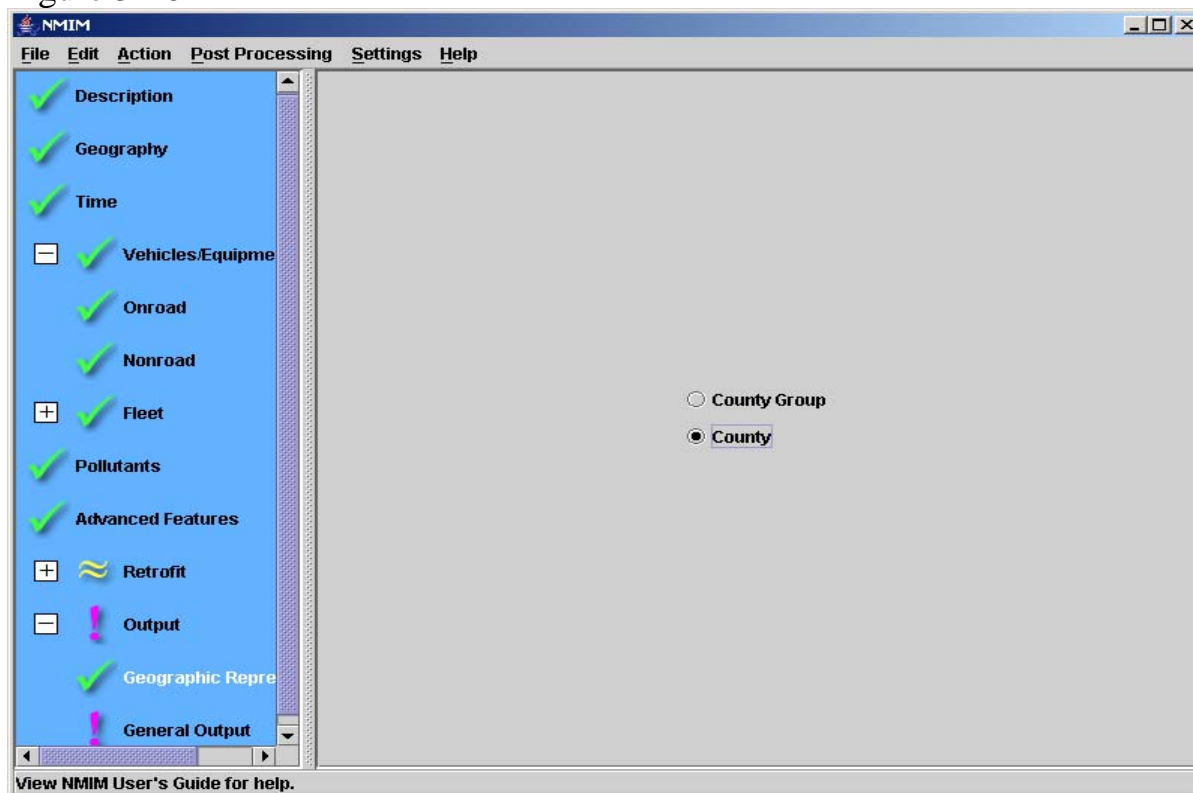 NMIM
File Edit Action Post Processing Settings Help
Description
Geography
Time
Vehicles/Equipme
Onroad
Nonroad
Fleet
Pollutants
Advanced Features
Retrofit
Output
Geographic Repre
General Output
County Group
County
View NMIM User's Guide for help.